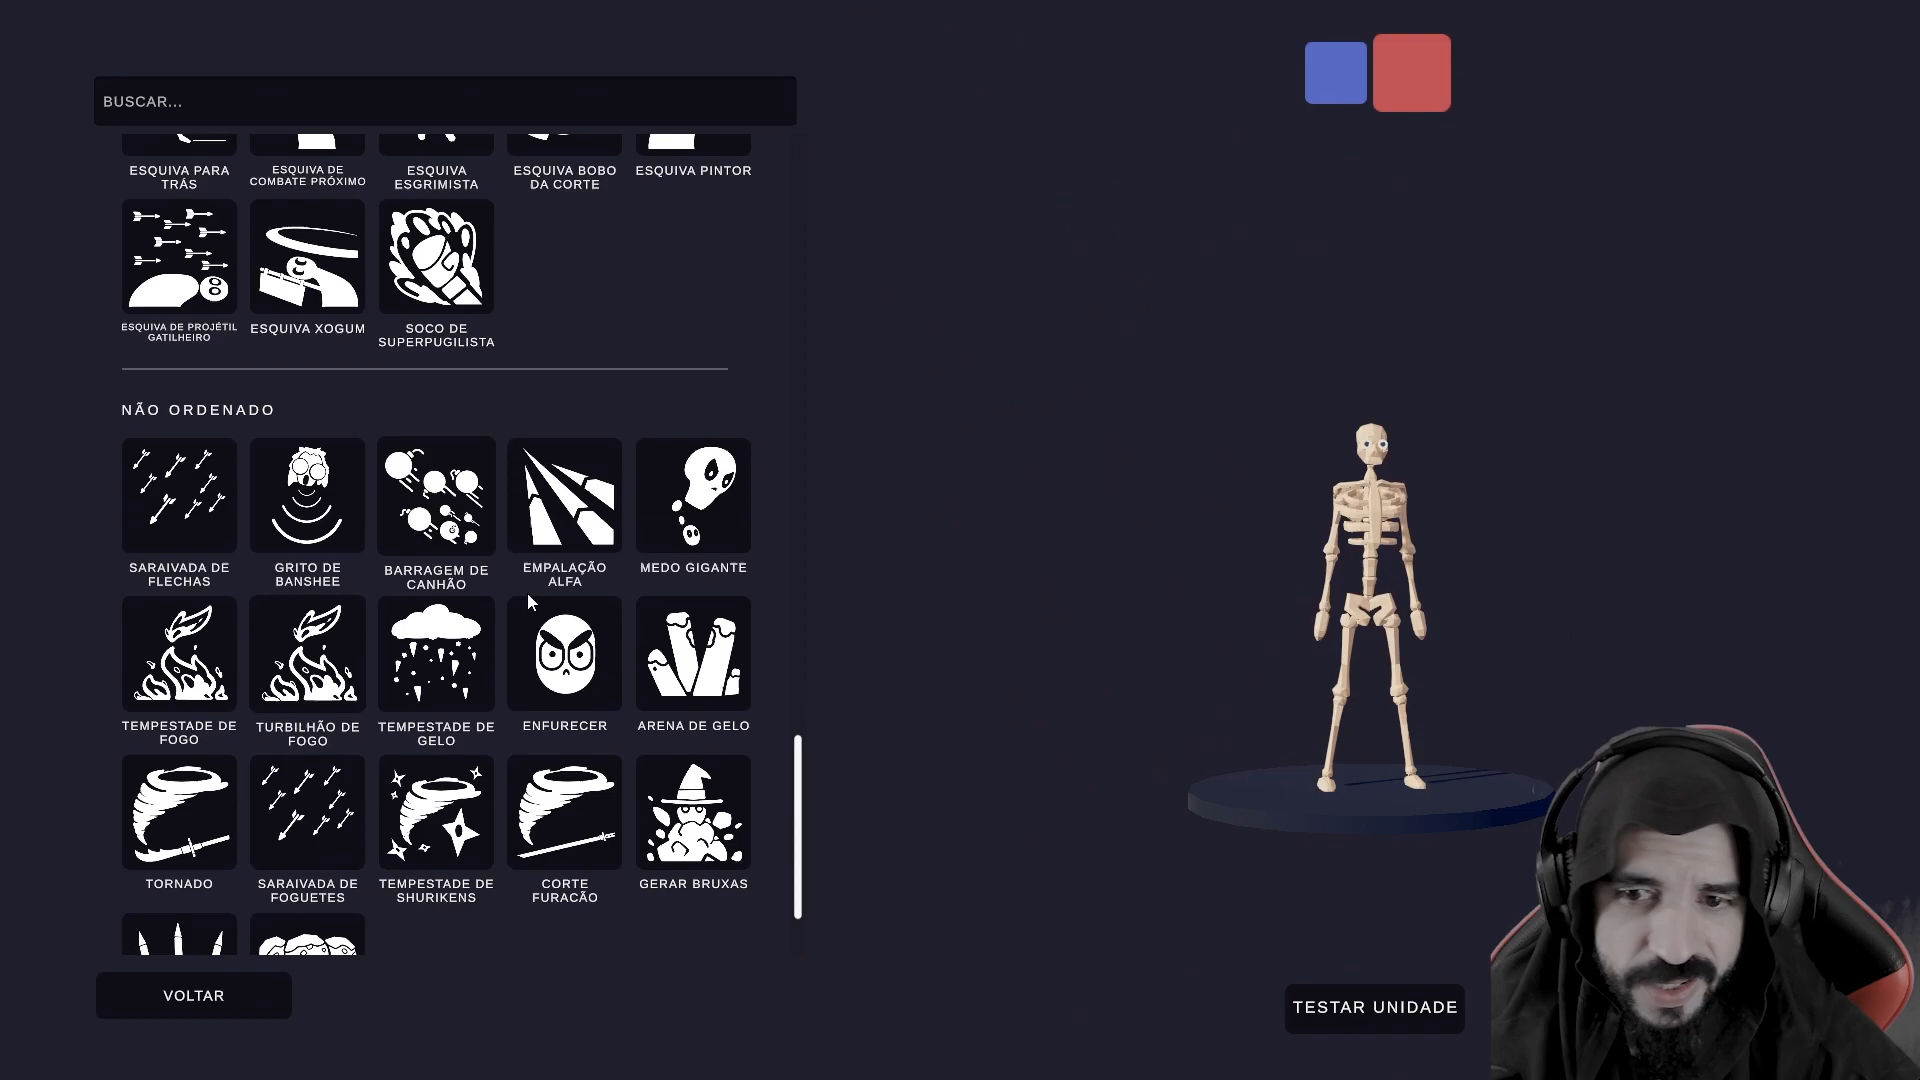 BUSCAR...
ESQUIVA PARA
TRÁS
ESQUIVA DE
COMBATE PRÓXIMO
ESQUIVA
ESGRIMISTA
ESQUIVA BOBO
DA CORTE
ESQUIVA PINTOR
ESQUIVA DE PROJÉTIL
GATILHEIRO
ESQUIVA XOGUM
SOCO DE
SUPERPUGILISTA
NÃO ORDENADO
SARAIVADA DE
FLECHAS
GRITO DE
BANSHEE
BARRAGEM DE
CANHÃO
EMPALAÇÃO
ALFA
MEDO GIGANTE
TEMPESTADE DE
FOGO
TURBILHÃO DE
FOGO
TEMPESTADE DE
GELO
ENFURECER
ARENA DE GELO
TORNADO
SARAIVADA DE
FOGUETES
TEMPESTADE DE
SHURIKENS
CORTE
FURACÃO
GERAR BRUXAS
VOLTAR
TESTAR UNIDADE